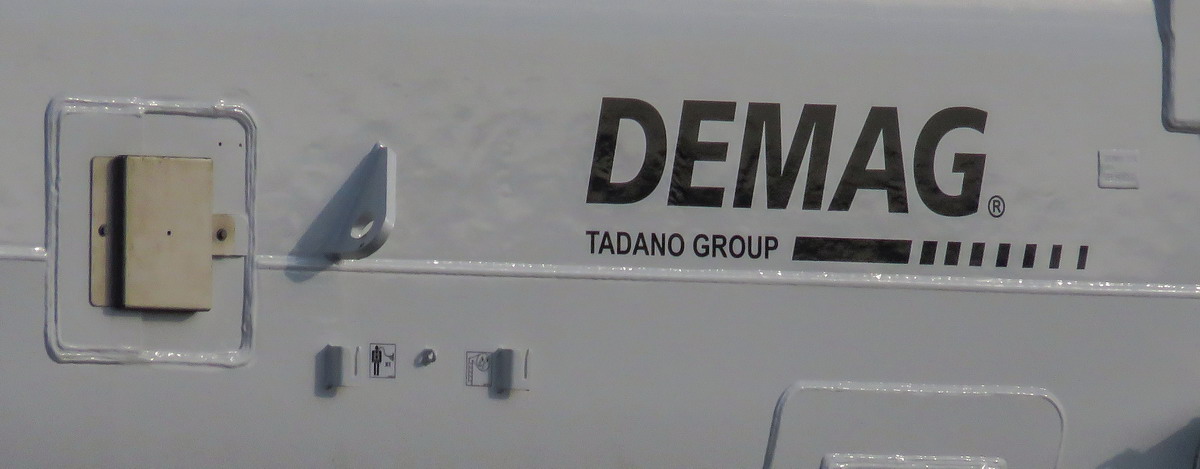 DEMAG®
TADANO GROUP